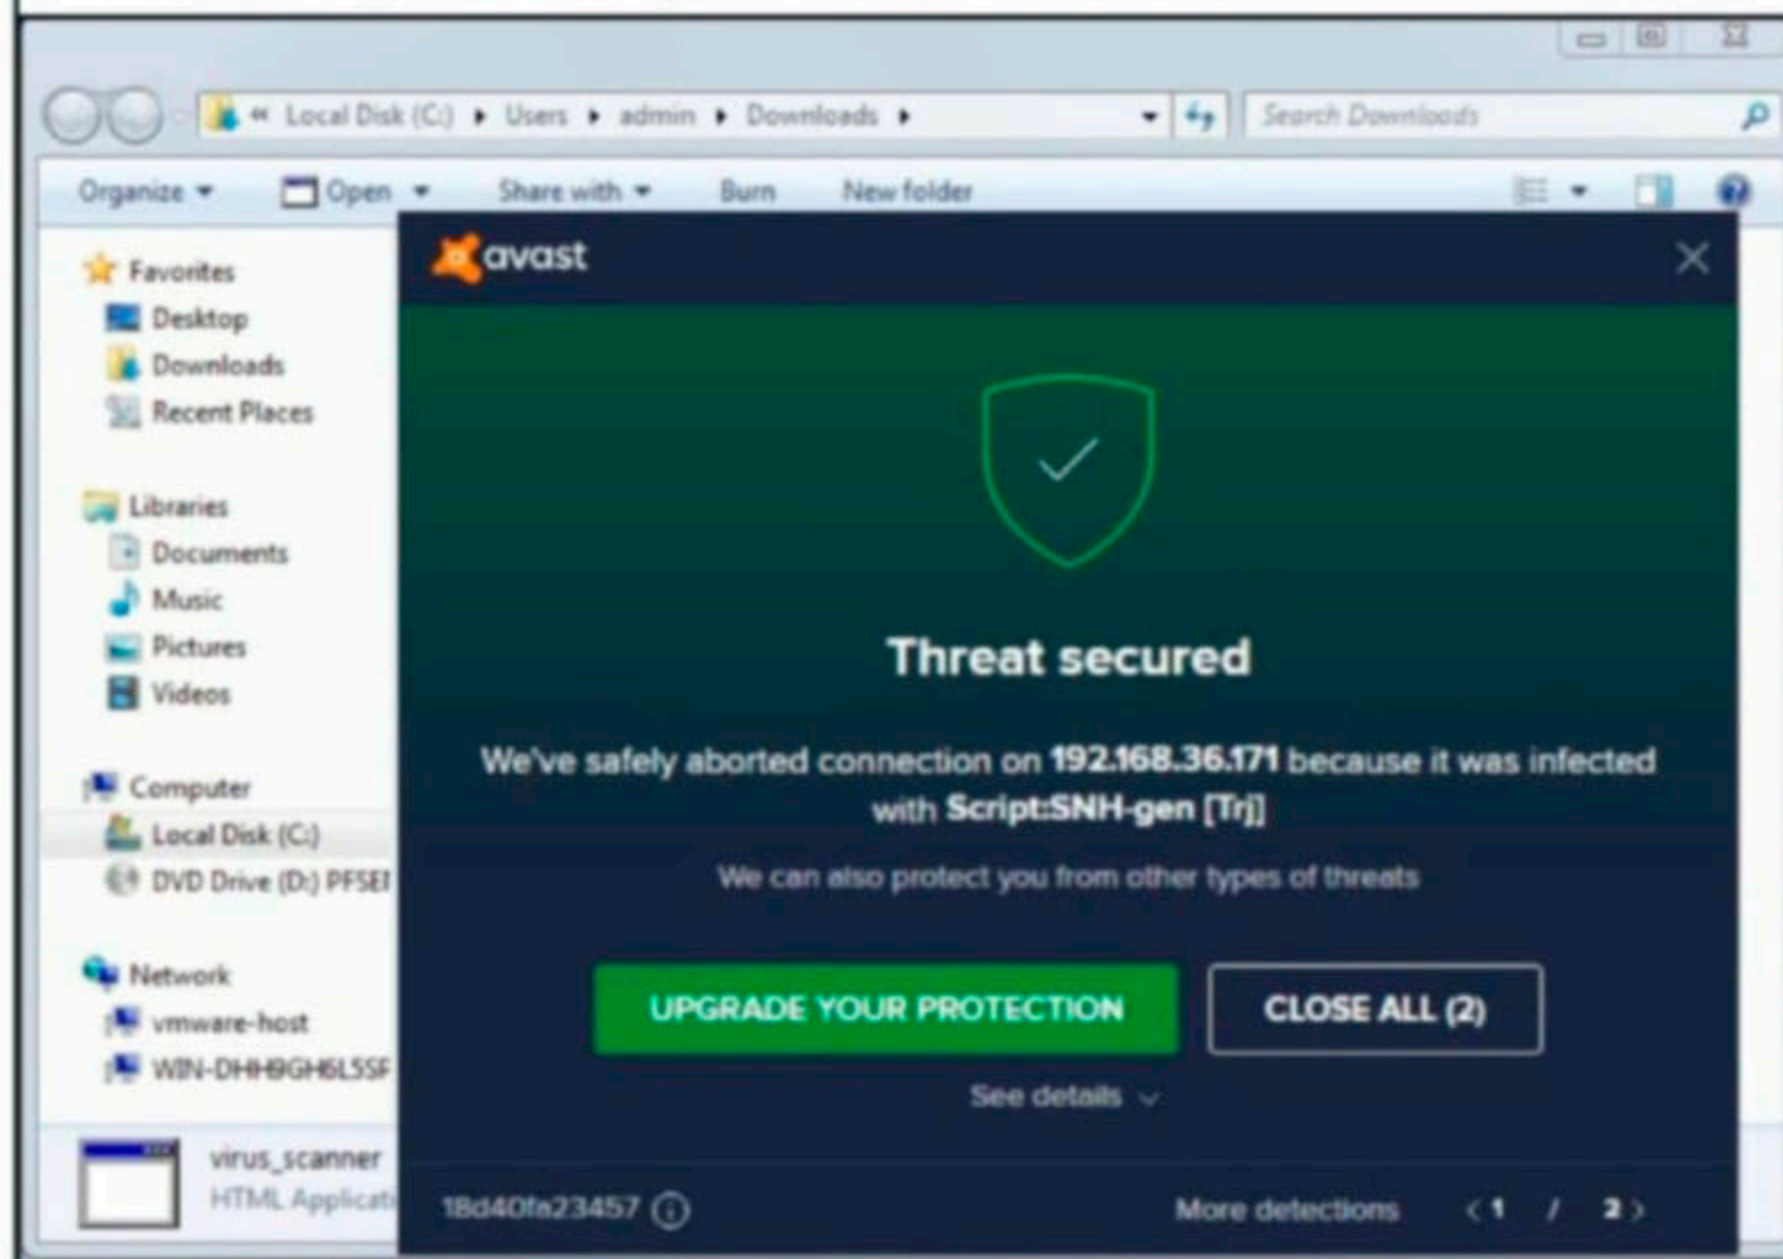 « Local Disk (C:) ▸ Users ▸ admin ▸ Downloads ▸
Search Downloads
Organize
Open
Share with
Burn
New folder
Favorites
Desktop
Downloads
Recent Places
Libraries
Documents
Music
Pictures
Videos
Computer
Local Disk (C:)
DVD Drive (D:)
Network
vmware-host
virus_scanner
HTML
avast
Threat secured
We've safely aborted connection on 192.168.36.171 because it was infected
with Script:SNH-gen [Trj]
We can also protect you from other types of threats
UPGRADE YOUR PROTECTION
CLOSE ALL (2)
See details
18d40fa23457
More detections
< 1 / 2 >